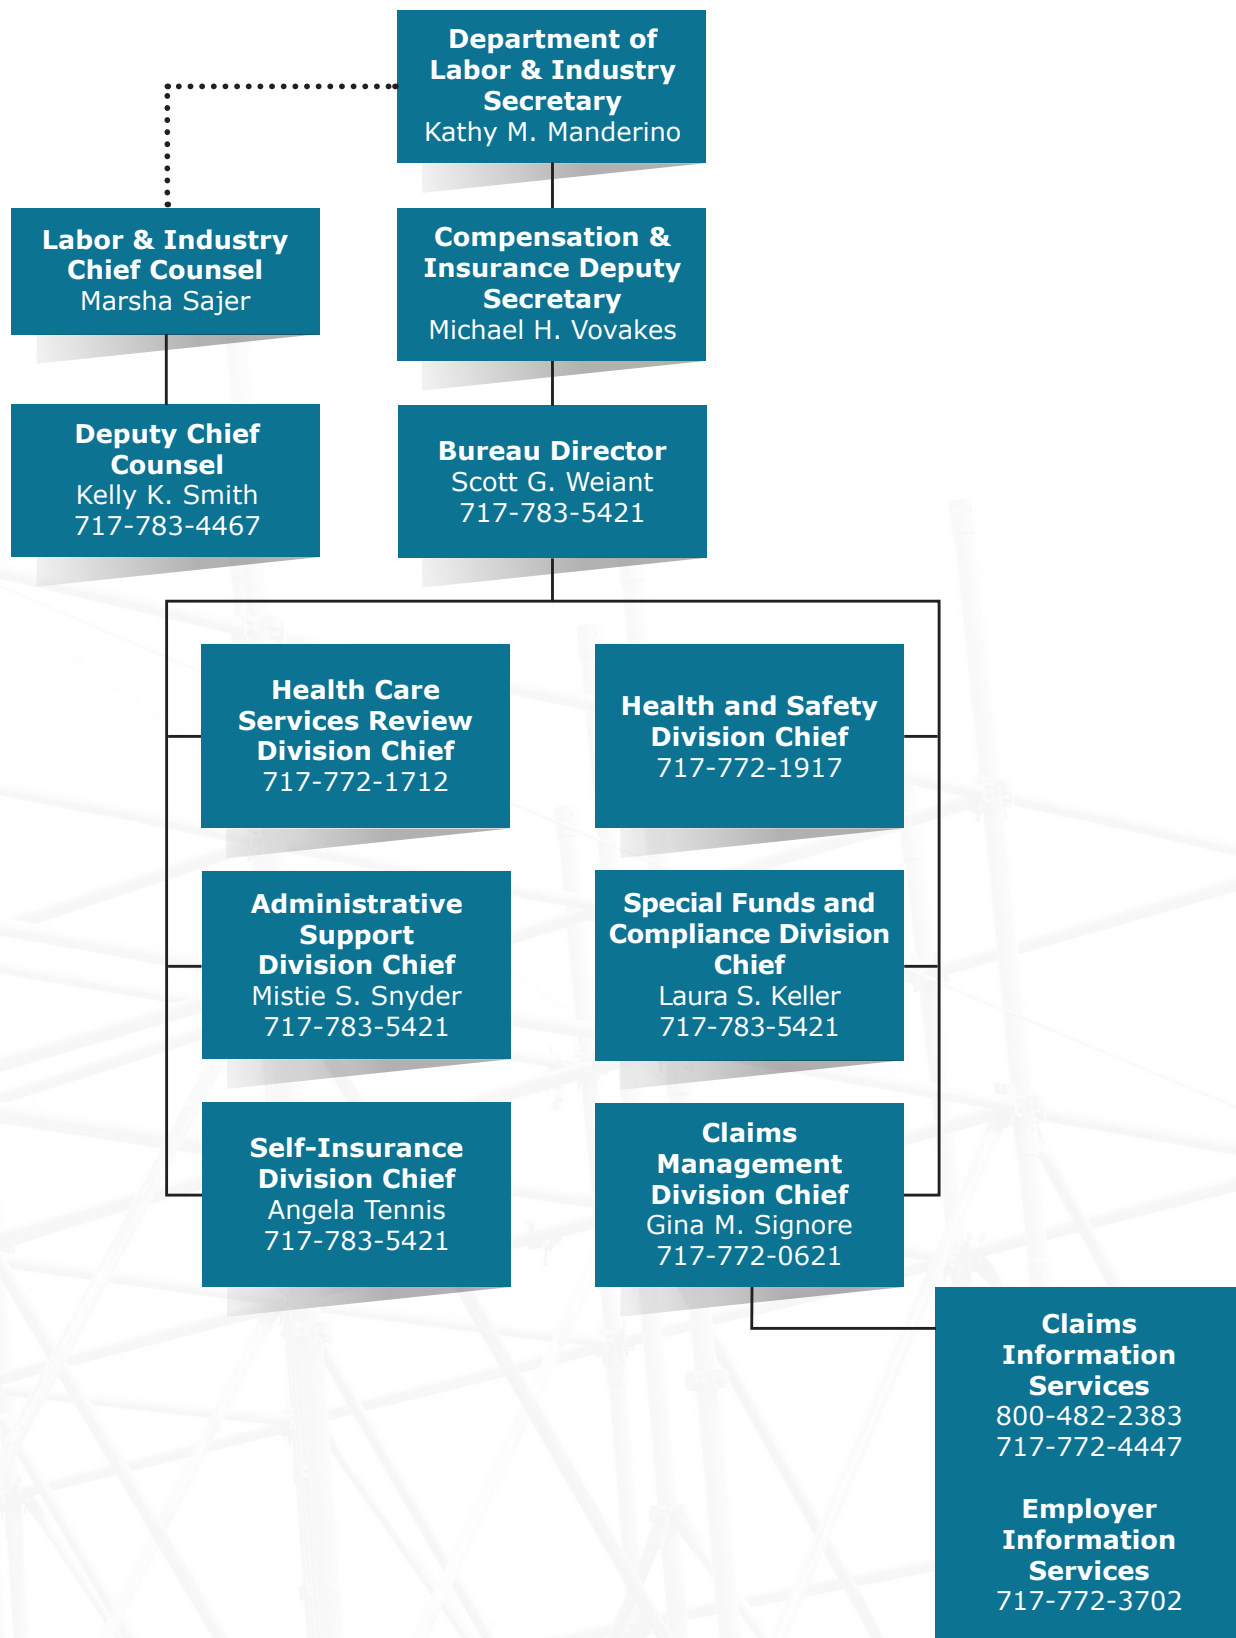 Department of
Labor & Industry
Secretary
Kathy M. Manderino
Labor & Industry
Chief Counsel
Marsha Sajer
Compensation &
Insurance Deputy
Secretary
Michael H. Vovakes
Deputy Chief
Counsel
Kelly K. Smith
717-783-4467
Bureau Director
Scott G. Weiant
717-783-5421
Health Care
Services Review
Division Chief
717-772-1712
Health and Safety
Division Chief
717-772-1917
Administrative
Support
Division Chief
Mistie S. Snyder
717-783-5421
Special Funds and
Compliance Division
Chief
Laura S. Keller
717-783-5421
Self–Insurance
Division Chief
Angela Tennis
717-783-5421
Claims
Management
Division Chief
Gina M. Signore
717-772-0621
Claims
Information
Services
800-482-2383
717-772-4447
Employer
Information
Services
717-772-3702